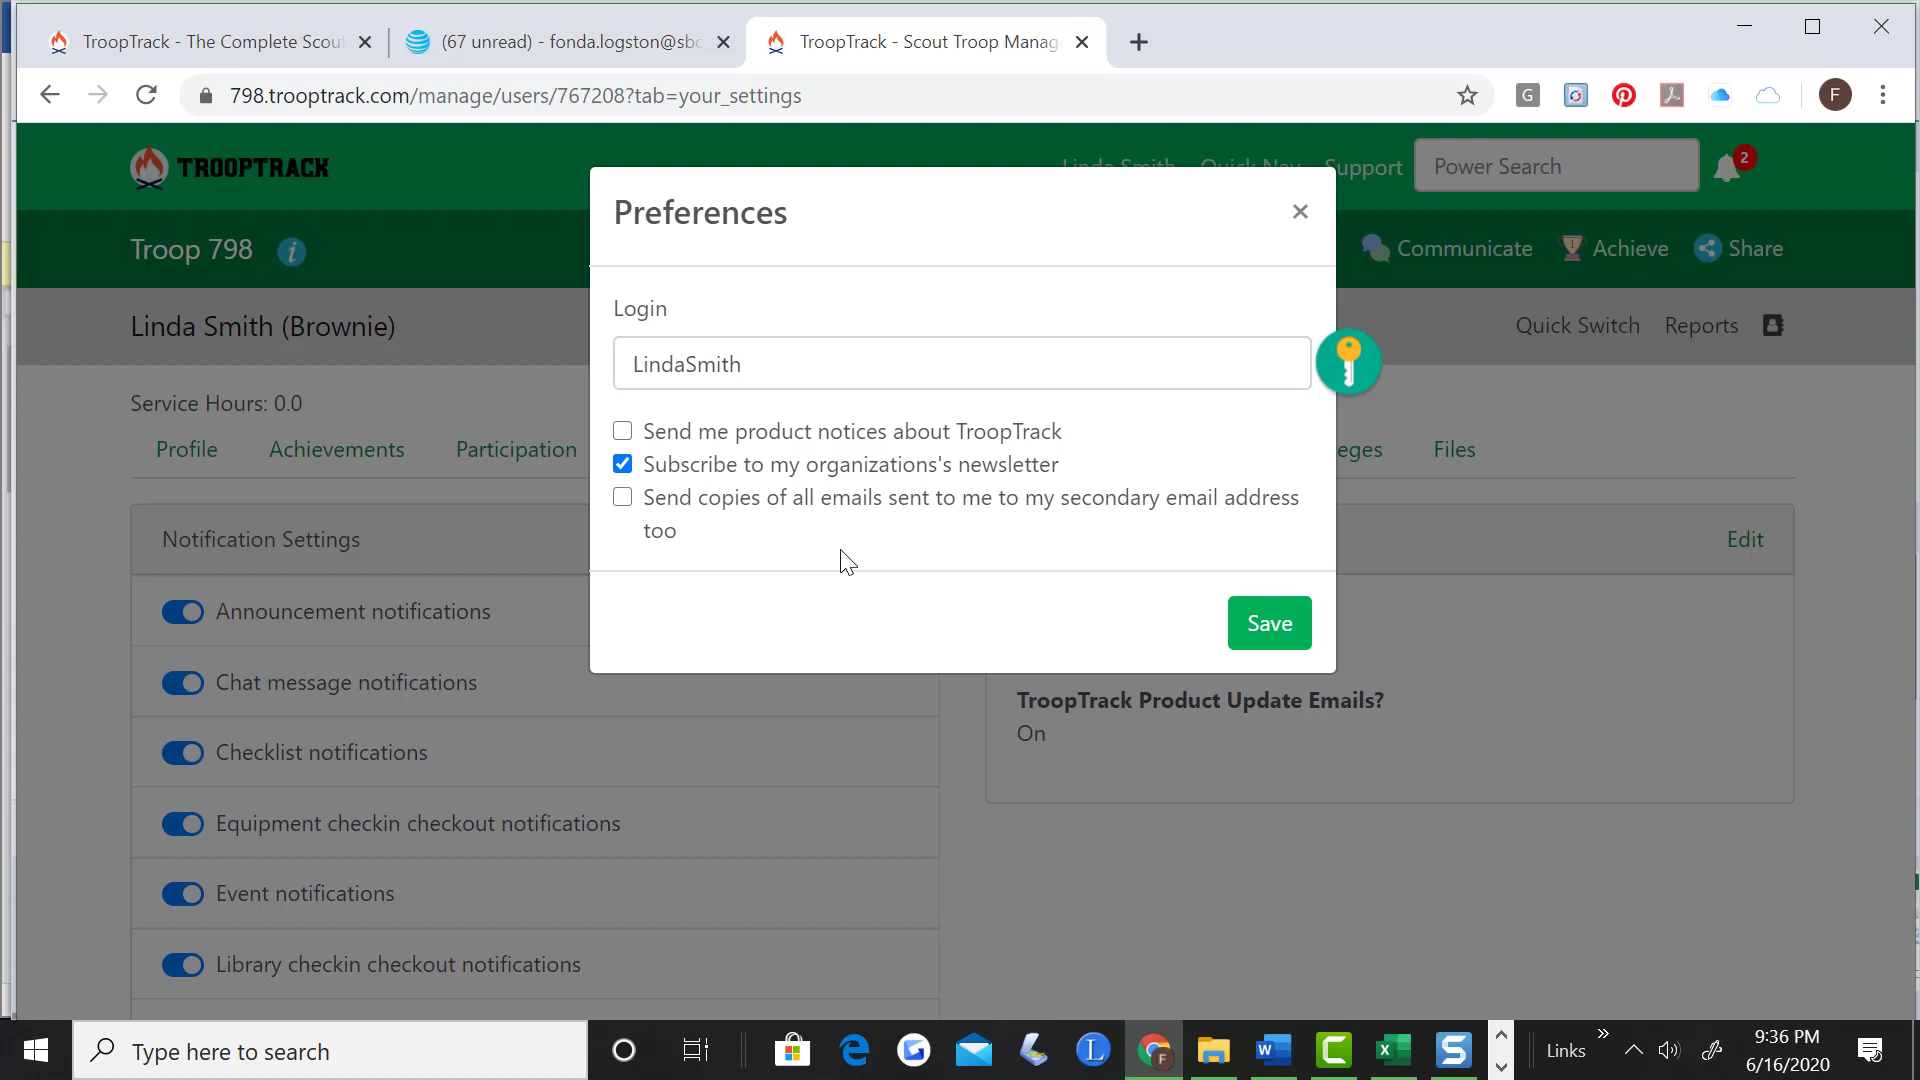 TroopTrack - The Complete Scout
(67 unread) - fonda.logston@sbc
TroopTrack - Scout Troop Manag
798.trooptrack.com/manage/users/767208?tab=your_settings
G
F
TROOPTRACK
Linda Smith
Quick Nav
Support
Power Search
2
Troop 798
i
Communicate
Achieve
Share
Linda Smith (Brownie)
Quick Switch
Reports
Service Hours: 0.0
Profile
Achievements
Participation
eges
Files
Preferences
×
Login
LindaSmith
Send me product notices about TroopTrack
Subscribe to my organizations's newsletter
Send copies of all emails sent to me to my secondary email address
too
Save
Notification Settings
Announcement notifications
Chat message notifications
Checklist notifications
Equipment checkin checkout notifications
Event notifications
Library checkin checkout notifications
Edit
TroopTrack Product Update Emails?
On
Type here to search
Links
9:36 PM
6/16/2020